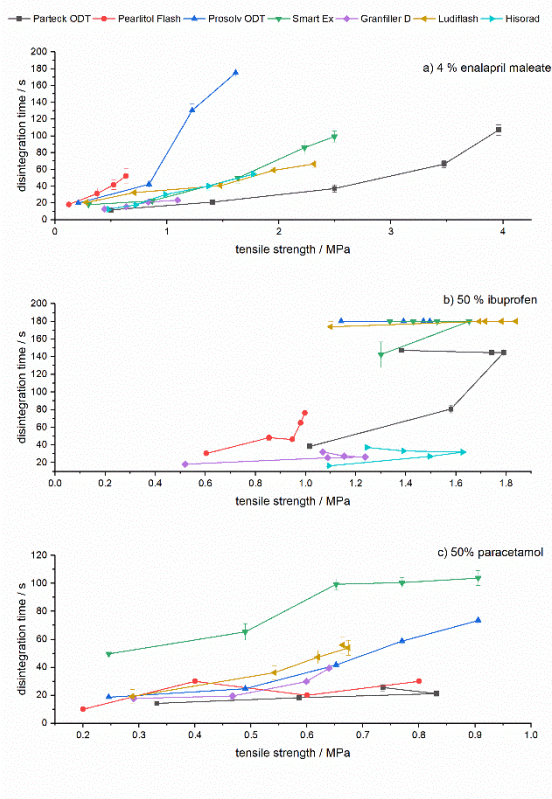 Parteck ODT Pearlitol Flash Prosolv ODT Smart Ex Granfiller D Ludiflash Hisorad
a) 4 % enalapril maleate
disintegration time / s
200
180
160
140
120
100
80
60
40
20
0
0 1 2 3 4
tensile strength / MPa
b) 50 % ibuprofen
disintegration time / s
200
180
160
140
120
100
80
60
40
20
0.0 0.2 0.4 0.6 0.8 1.0 1.2 1.4 1.6 1.8
tensile strength / MPa
c) 50% paracetamol
disintegration time / s
120
100
80
60
40
20
0
0.1 0.2 0.3 0.4 0.5 0.6 0.7 0.8 0.9 1.0
tensile strength / MPa